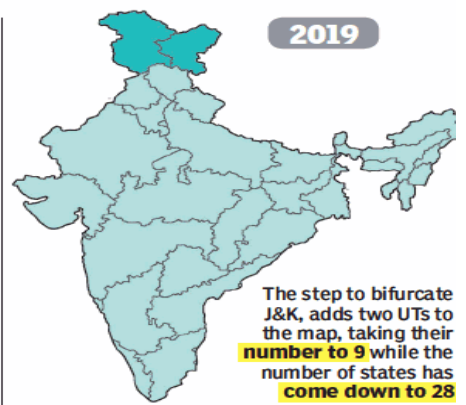 2019
The step to bifurcate
J&K, adds two UTs to
the map, taking their
number to 9 while the
number of states has
come down to 28